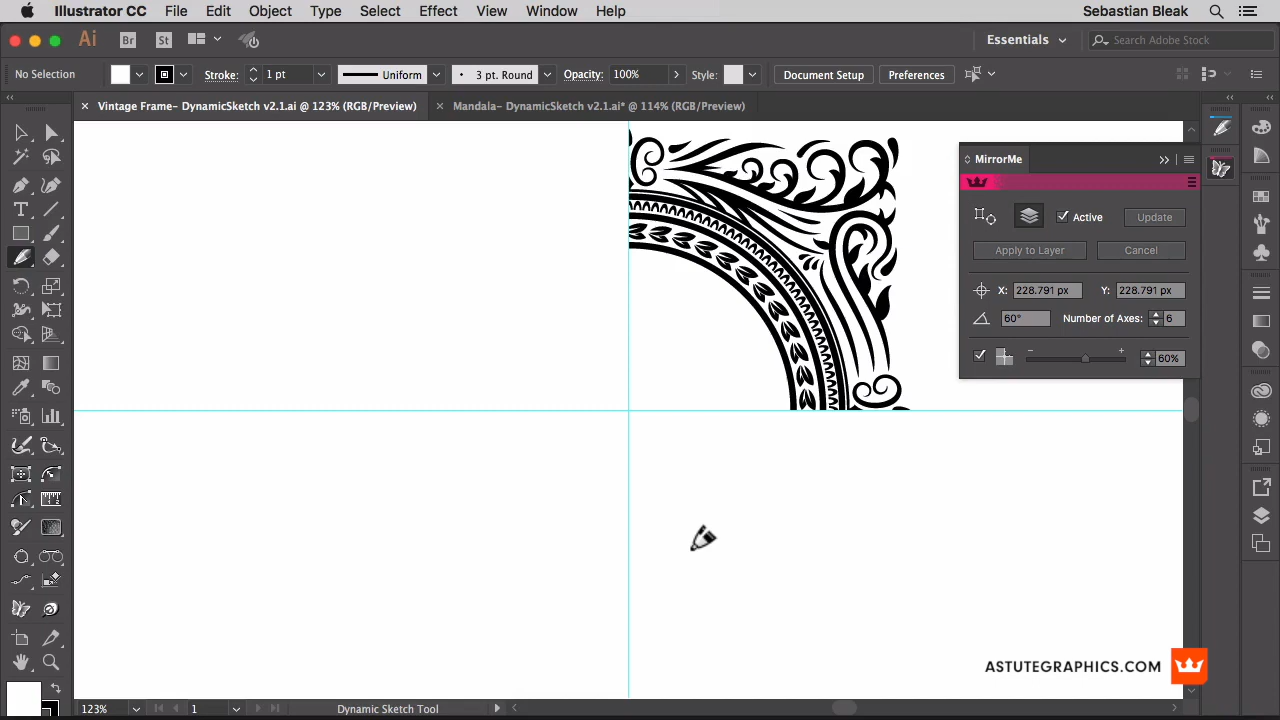 Illustrator CC File Edit Object Type Select Effect View Window Help Sebastian Bleak
Ai Br St Essentials Search Adobe Stock
No Selection Stroke: 1 pt Uniform 3 pt. Round Opacity: 100% Style: Document Setup Preferences
Vintage Frame- DynamicSketch v2.1.ai @ 123% (RGB/Preview) Mandala- DynamicSketch v2.1.ai* @ 114% (RGB/Preview)
MirrorMe
Active Update
Apply to Layer Cancel
X: 228.791 px Y: 228.791 px
60° Number of Axes: 6
60%
ASTUTEGRAPHICS.COM
123% 1 Dynamic Sketch Tool